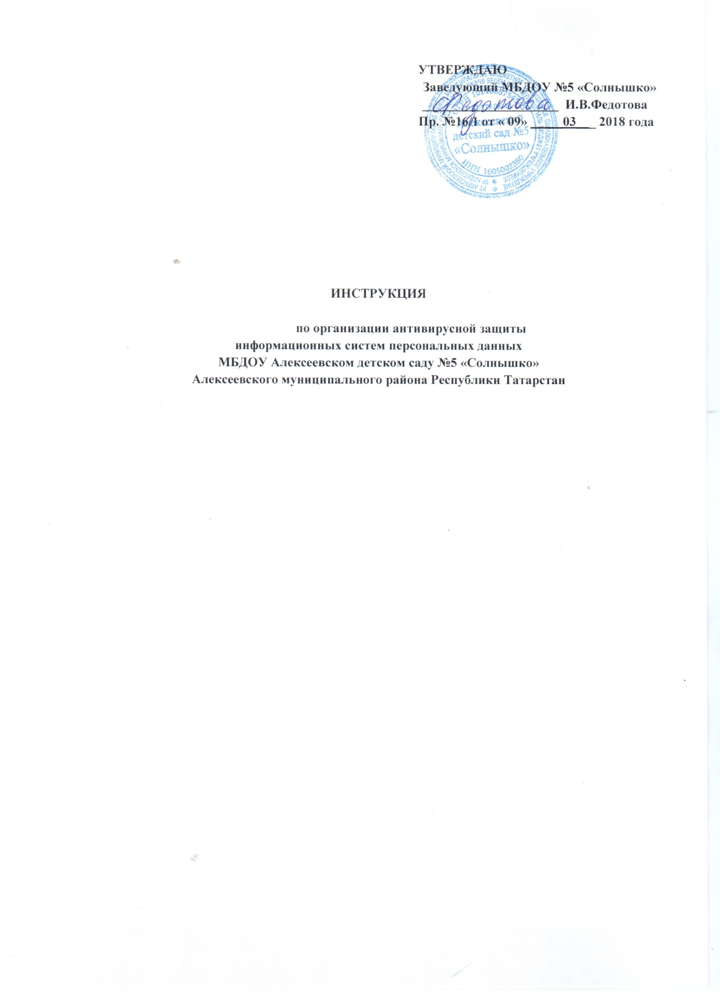 УТВЕРЖДАЮ
Заведующий МБДОУ №5 «Солнышко»
Федотова И.В.Федотова
Пр. №16/1 от « 09» 03 2018 года
детский сад №5
«Солнышко»
ИНН 1605002380
ИНСТРУКЦИЯ
по организации антивирусной защиты
информационных систем персональных данных
МБДОУ Алексеевском детском саду №5 «Солнышко»
Алексеевского муниципального района Республики Татарстан